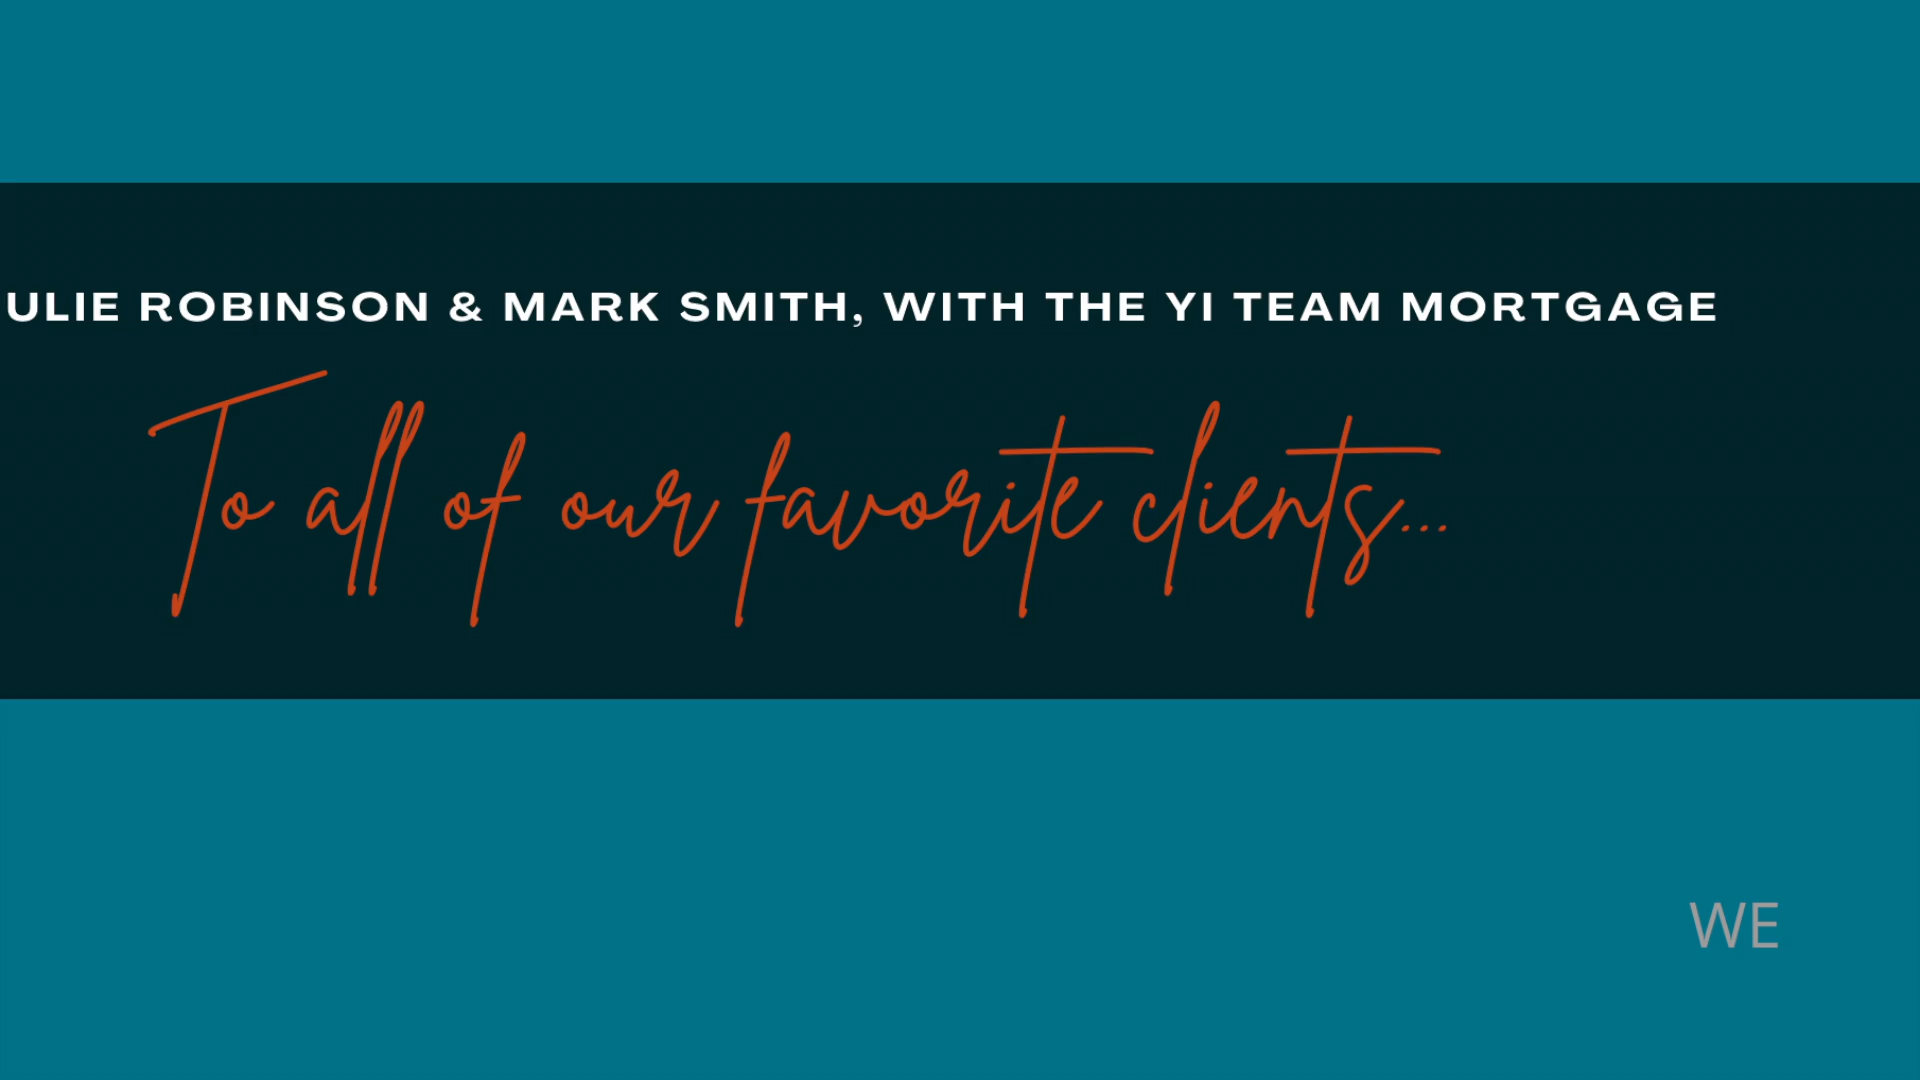 ULIE ROBINSON & MARK SMITH, WITH THE YI TEAM MORTGAGE
To all of our favorite clients...
WE